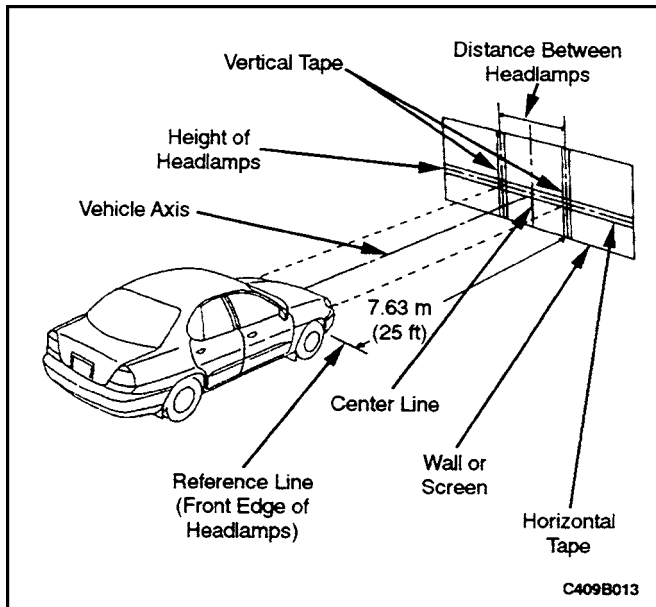 Distance Between
Headlamps
Vertical Tape
Height of
Headlamps
Vehicle Axis
7.63 m
(25 ft)
Center Line
Reference Line
(Front Edge of
Headlamps)
Wall or
Screen
Horizontal
Tape
C409B013